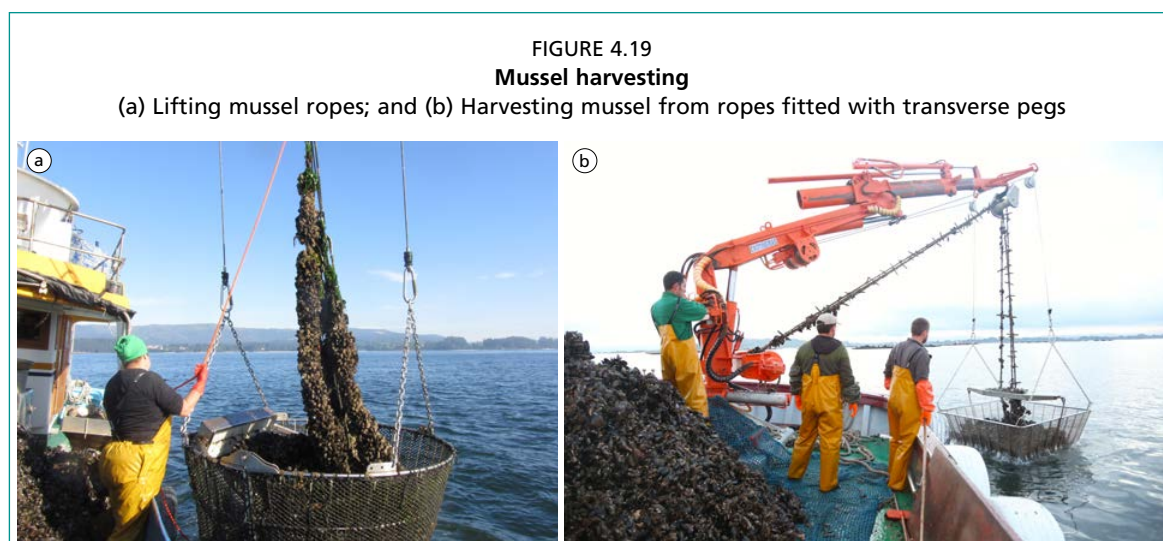 FIGURE 4.19
Mussel harvesting
(a) Lifting mussel ropes; and (b) Harvesting mussel from ropes fitted with transverse pegs
a
b